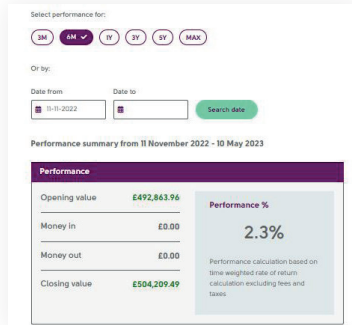 Select performance for:
3M 6M 1Y 3Y 5Y MAX
Or by:
Date from Date to
11-11-2022 Search date
Performance summary from 11 November 2022 - 10 May 2023
Performance
Opening value £492,863.96
Money in £0.00
Money out £0.00
Closing value £504,209.49
Performance %
2.3%
Performance calculation based on
time weighted rate of return
calculation excluding fees and
taxes